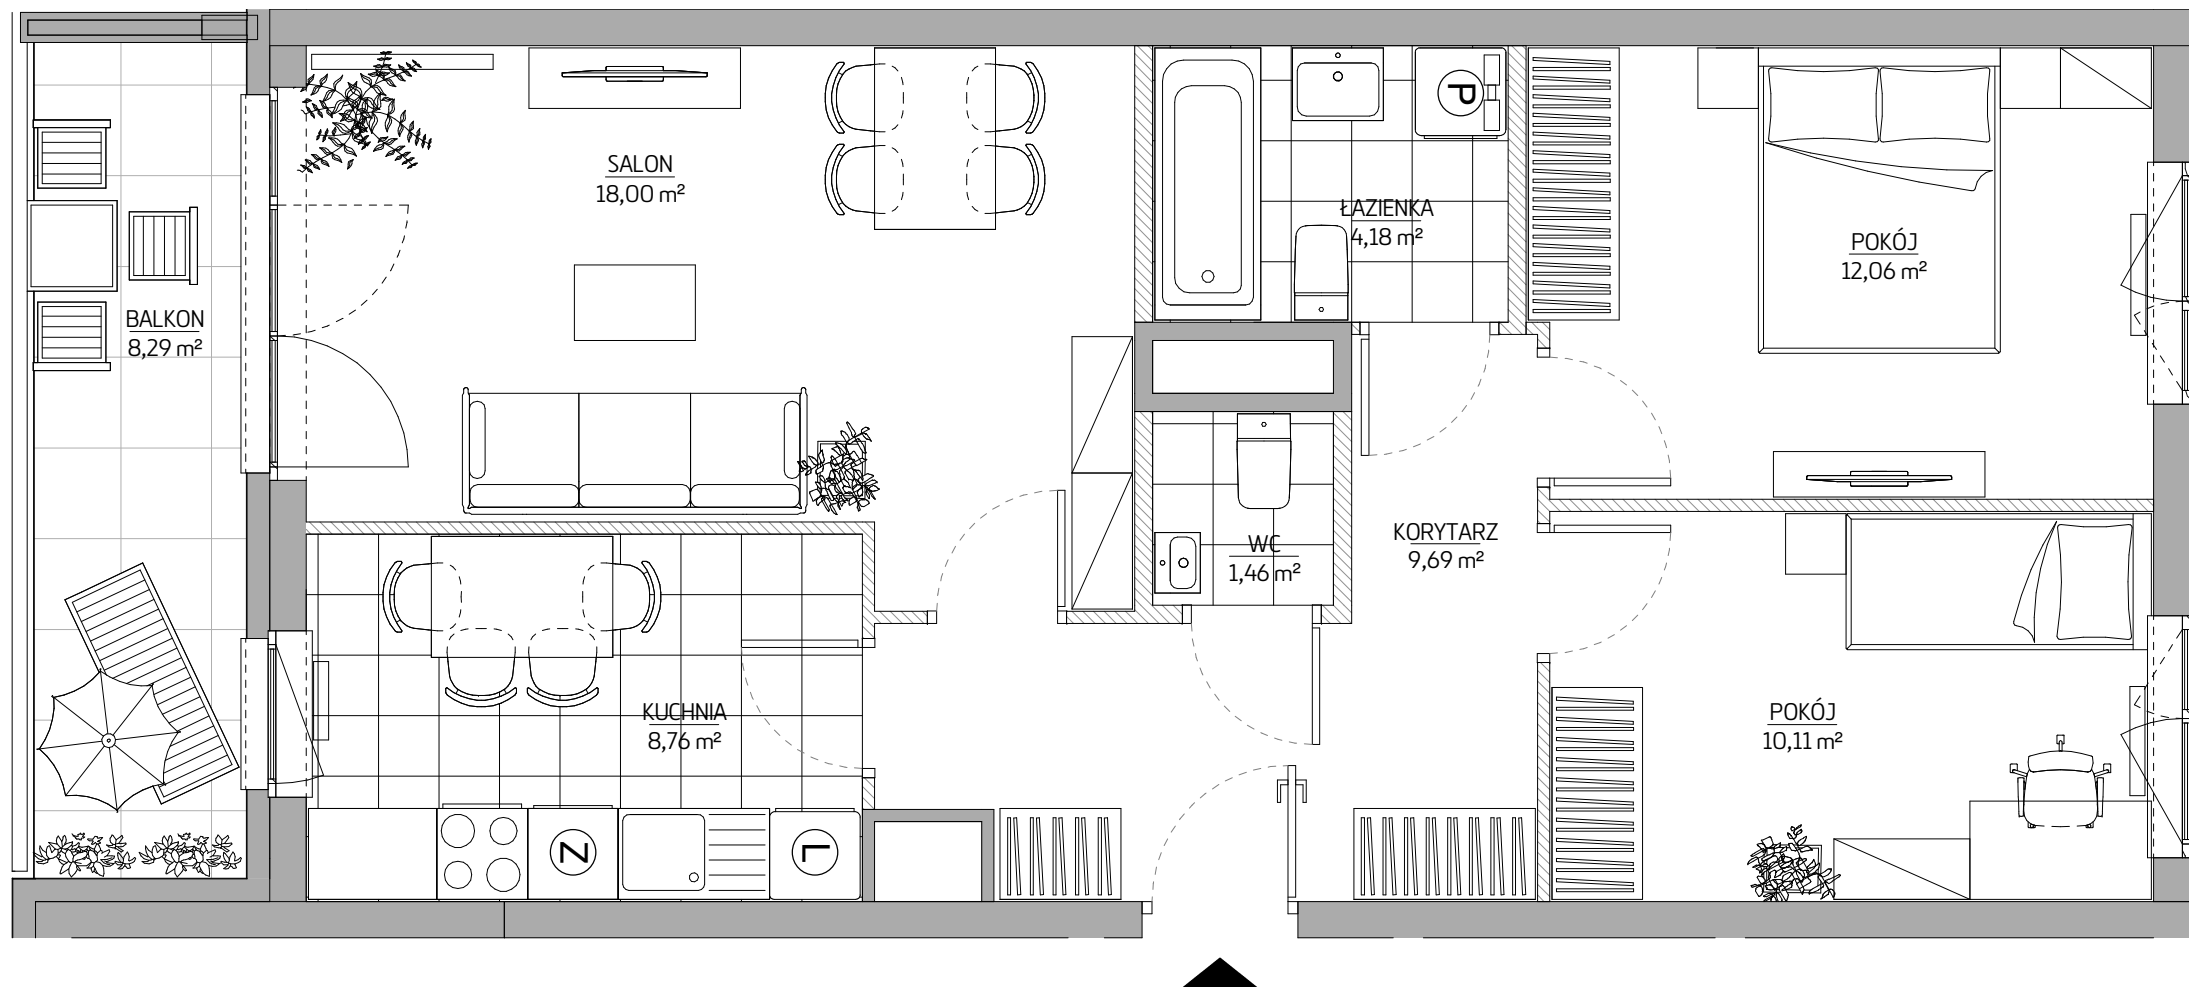 SALON
18,00 m²
ŁAZIENKA
4,18 m²
P
POKÓJ
12,06 m²
BALKON
8,29 m²
WC
1,46 m²
KORYTARZ
9,69 m²
KUCHNIA
8,76 m²
POKÓJ
10,11 m²
Z
L